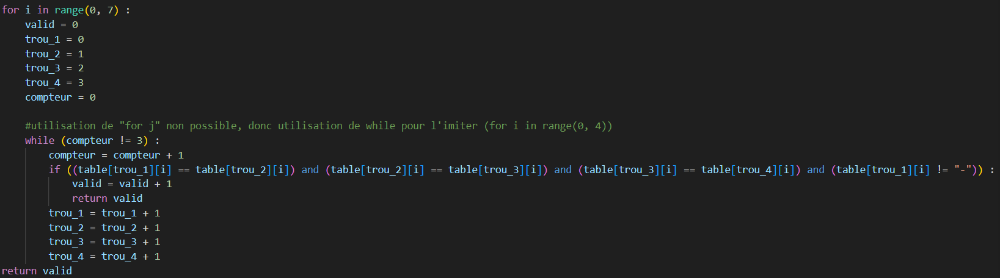 for i in range(0, 7) :
    valid = 0
    trou_1 = 0
    trou_2 = 1
    trou_3 = 2
    trou_4 = 3
    compteur = 0

    #utilisation de "for j" non possible, donc utilisation de while pour l'imiter (for i in range(0, 4))
    while (compteur != 3) :
        compteur = compteur + 1
        if ((table[trou_1][i] == table[trou_2][i]) and (table[trou_2][i] == table[trou_3][i]) and (table[trou_3][i] == table[trou_4][i]) and (table[trou_1][i] != "-")) :
            valid = valid + 1
            return valid
        trou_1 = trou_1 + 1
        trou_2 = trou_2 + 1
        trou_3 = trou_3 + 1
        trou_4 = trou_4 + 1
return valid